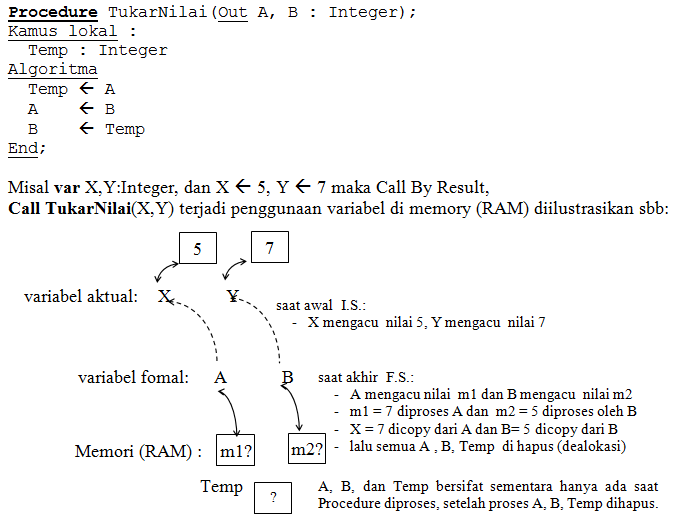 Procedure TukarNilai(Out A, B : Integer);
Kamus lokal :
Temp : Integer
Algoritma
Temp ← A
A ← B
B ← Temp
End;
Misal var X,Y:Integer, dan X ← 5, Y ← 7 maka Call By Result,
Call TukarNilai(X,Y) terjadi penggunaan variabel di memory (RAM) diilustrasikan sbb:
5 7
variabel aktual: X Y
saat awal I.S.:
- X mengacu nilai 5, Y mengacu nilai 7
variabel fomal: A B
saat akhir F.S.:
- A mengacu nilai m1 dan B mengacu nilai m2
- m1 = 7 diproses A dan m2 = 5 diproses oleh B
- X = 7 dicopy dari A dan B= 5 dicopy dari B
- lalu semua A , B, Temp di hapus (dealokasi)
Memori (RAM) : m1? m2?
Temp ?
A, B, dan Temp bersifat sementara hanya ada saat
Procedure diproses, setelah proses A, B, Temp dihapus.